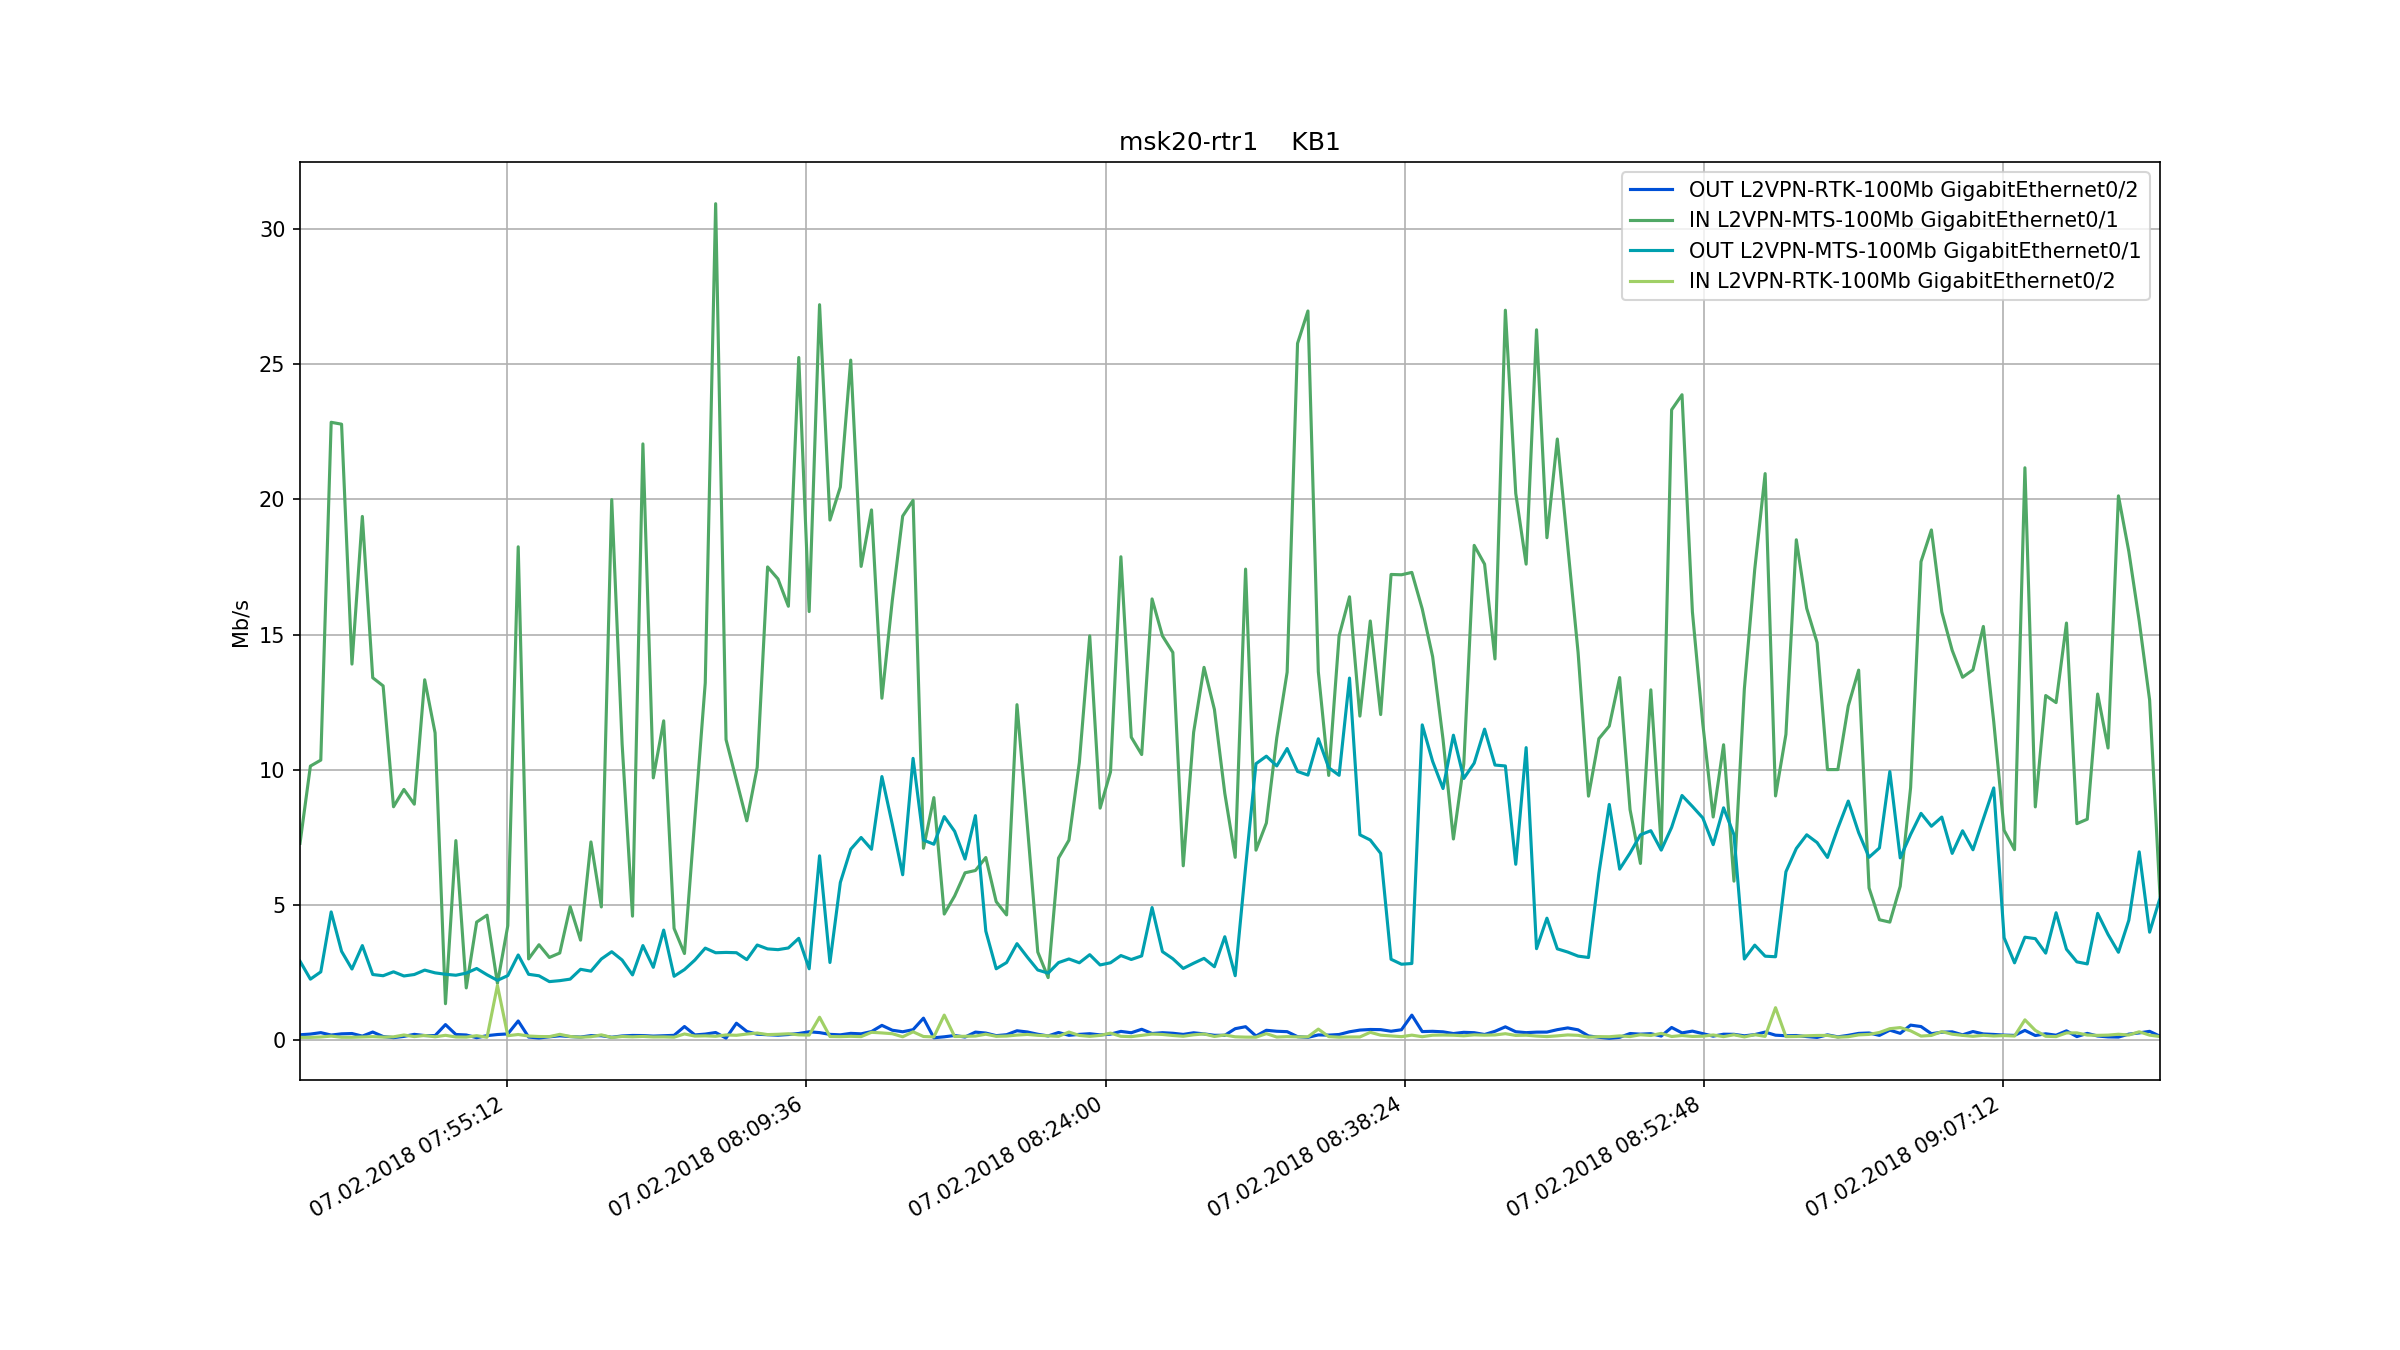 msk20-rtr1 KB1
OUT L2VPN-RTK-100Mb GigabitEthernet0/2
IN L2VPN-MTS-100Mb GigabitEthernet0/1
OUT L2VPN-MTS-100Mb GigabitEthernet0/1
IN L2VPN-RTK-100Mb GigabitEthernet0/2
Mb/s
30
25
20
15
10
5
0
07.02.2018 07:55:12
07.02.2018 08:09:36
07.02.2018 08:24:00
07.02.2018 08:38:24
07.02.2018 08:52:48
07.02.2018 09:07:12